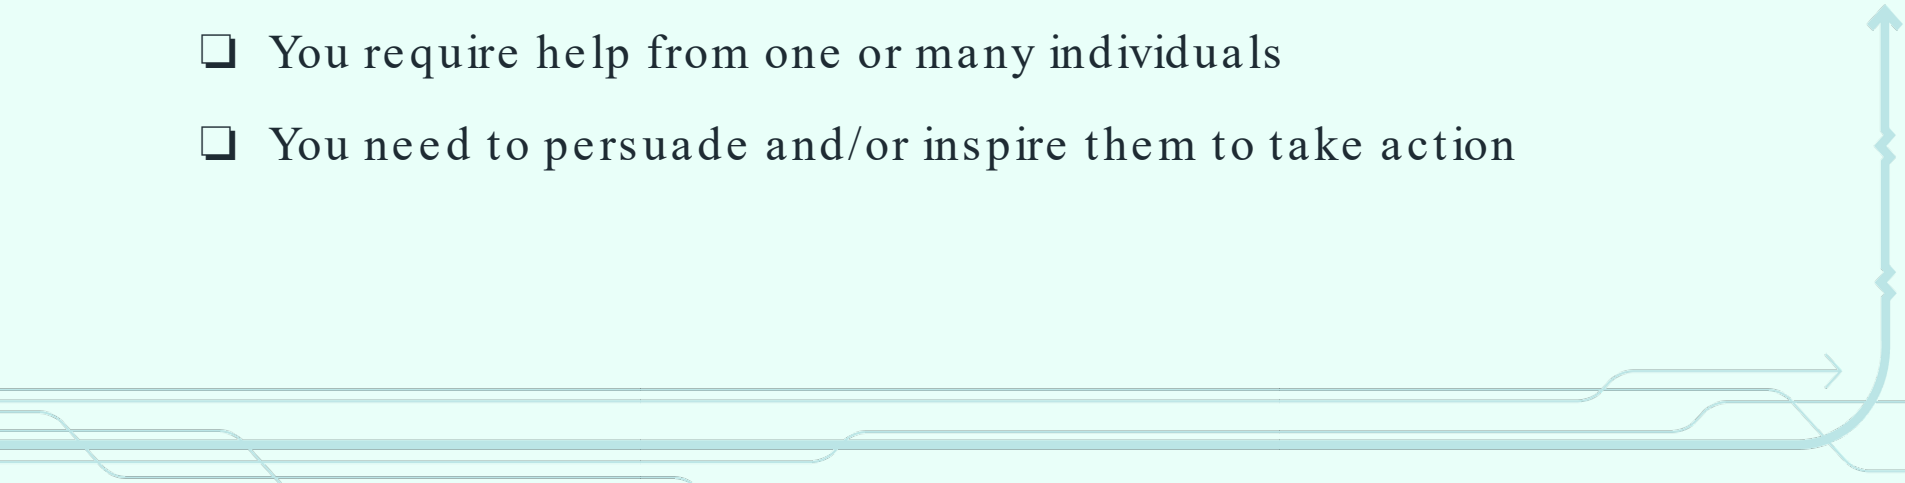 ❏ You require help from one or many individuals
❏ You need to persuade and/or inspire them to take action